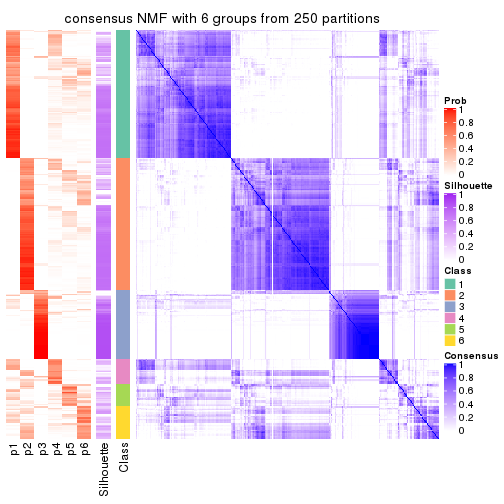 consensus NMF with 6 groups from 250 partitions
Prob
1
0.8
0.6
0.4
0.2
0
Silhouette
1
0.8
0.6
0.4
0.2
0
Class
1
2
3
4
5
6
Consensus
1
0.8
0.6
0.4
0.2
0
p1
p2
p3
p4
p5
p6
Silhouette
Class